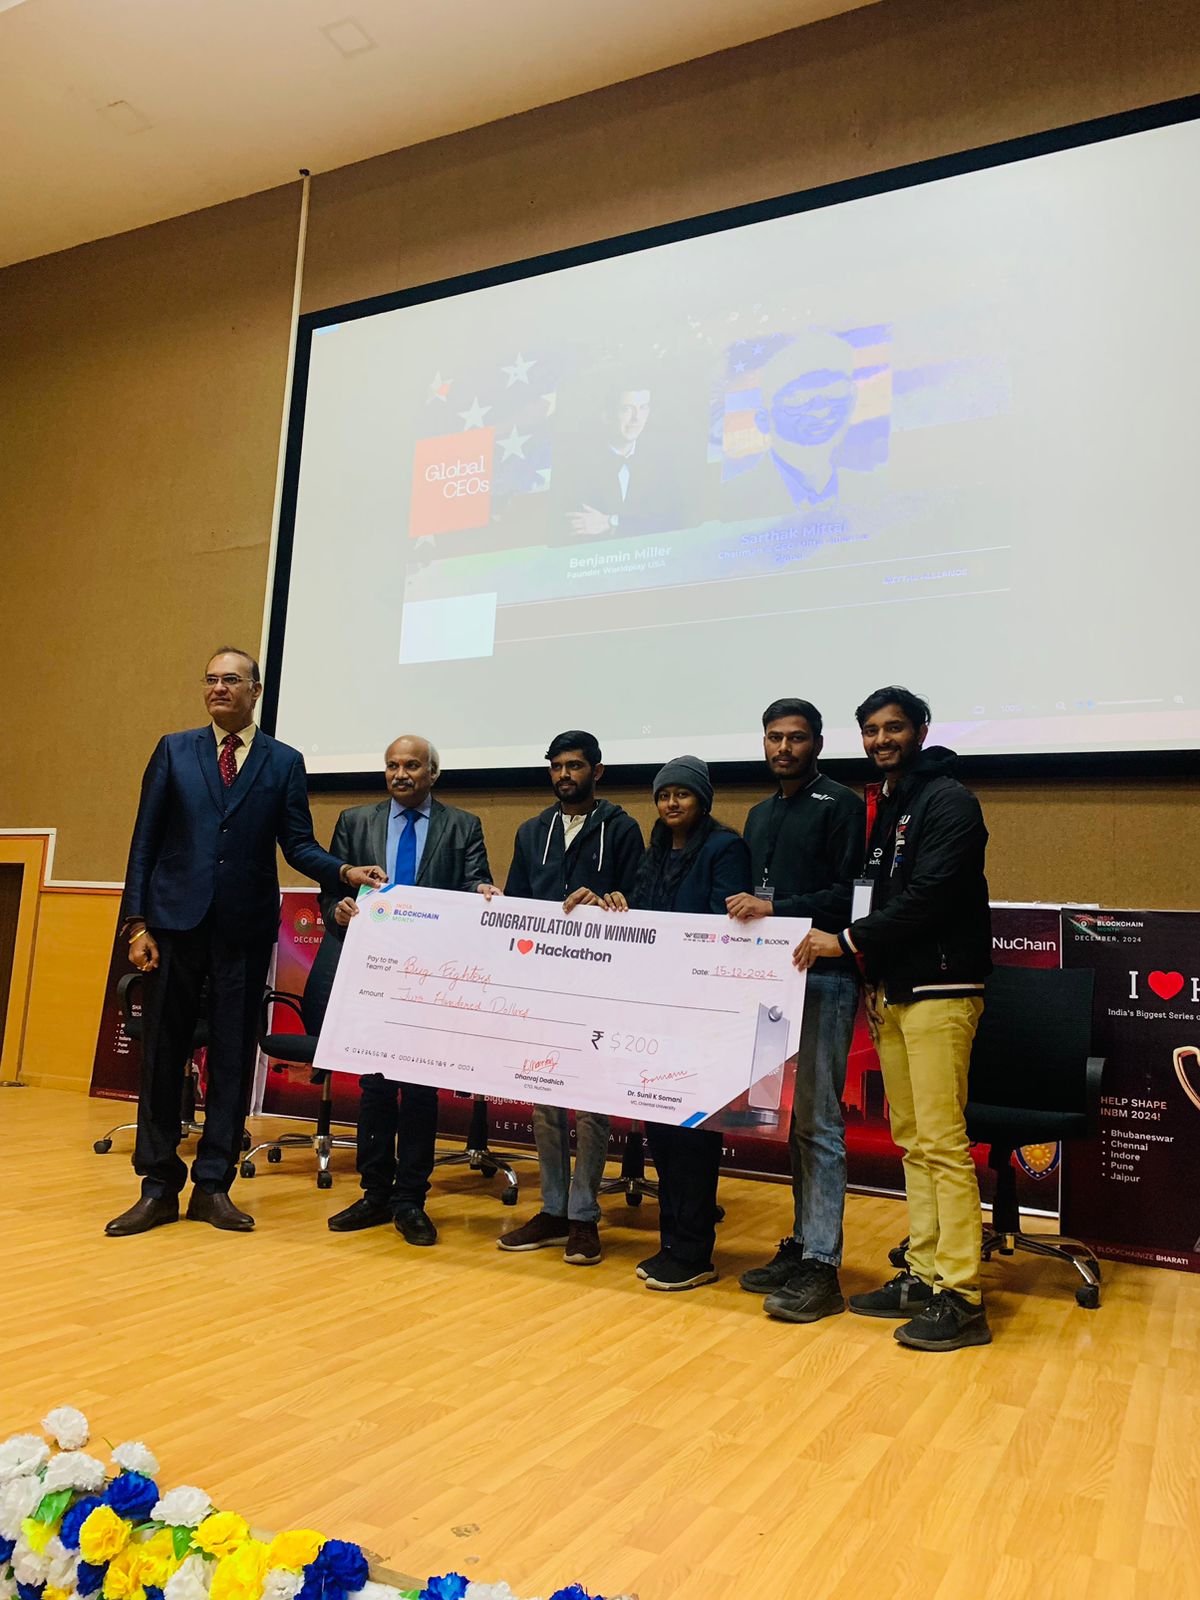 Global
CEOs
Benjamin Miller
Founder Worldplay USA
Sarthak Mittal
INDIA
BLOCKCHAIN
MONTH
CONGRATULATION ON WINNING
I ❤ Hackathon
NuChain
BLOCKON
Pay to the
Team of
Bug Fighters
Date: 15-12-2024
Amount
Two Hundred Dollars
₹ $200
Dhanraj Dadhich
CTO, NuChain
Dr. Sunil K Somani
VC, Oriental University
NuChain
INDIA
BLOCKCHAIN
MONTH
DECEMBER, 2024
I ❤ H
India's Biggest Series o
HELP SHAPE
INBM 2024!
• Bhubaneswar
• Chennai
• Indore
• Pune
• Jaipur
BLOCKCHAINIZE BHARAT!